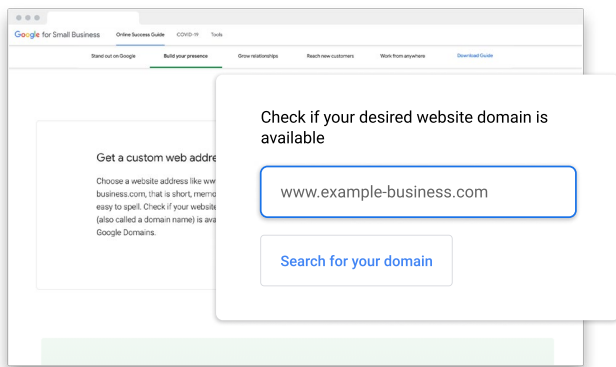 Google for Small Business Online Success Guide COVID-19 Tools
Stand out on Google Build your presence Grow relationships Reach new customers Work from anywhere Download Guide
Check if your desired website domain is
available
www.example-business.com
Search for your domain
Get a custom web addre
Choose a website address like ww
business.com, that is short, memo
easy to spell. Check if your website
(also called a domain name) is ava
Google Domains.